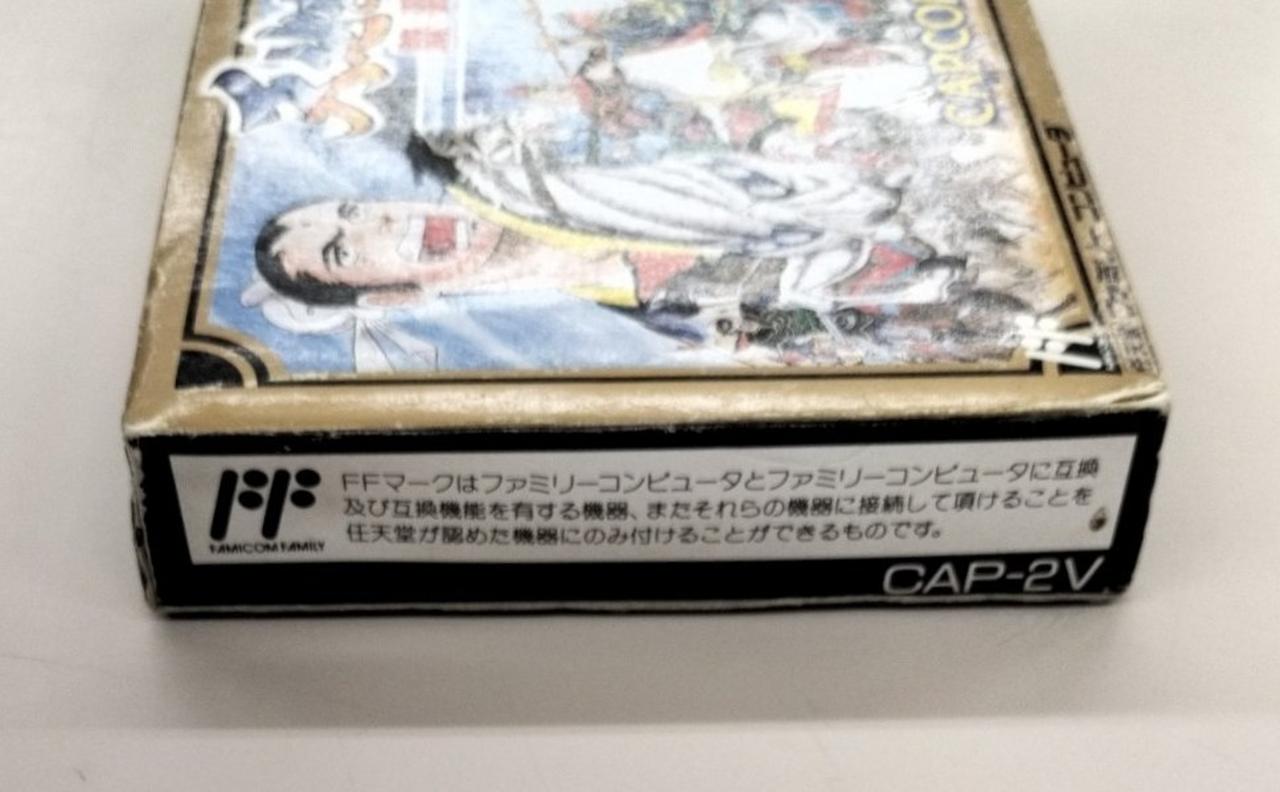 CAPCO
FF
FAMICOM FAMILY
FFマークはファミリーコンピュータとファミリーコンピュータに互換
及び互換機能を有する機器、またそれらの機器に接続して頂けることを
任天堂が認めた機器にのみ付けることができるものです。
CAP-2V